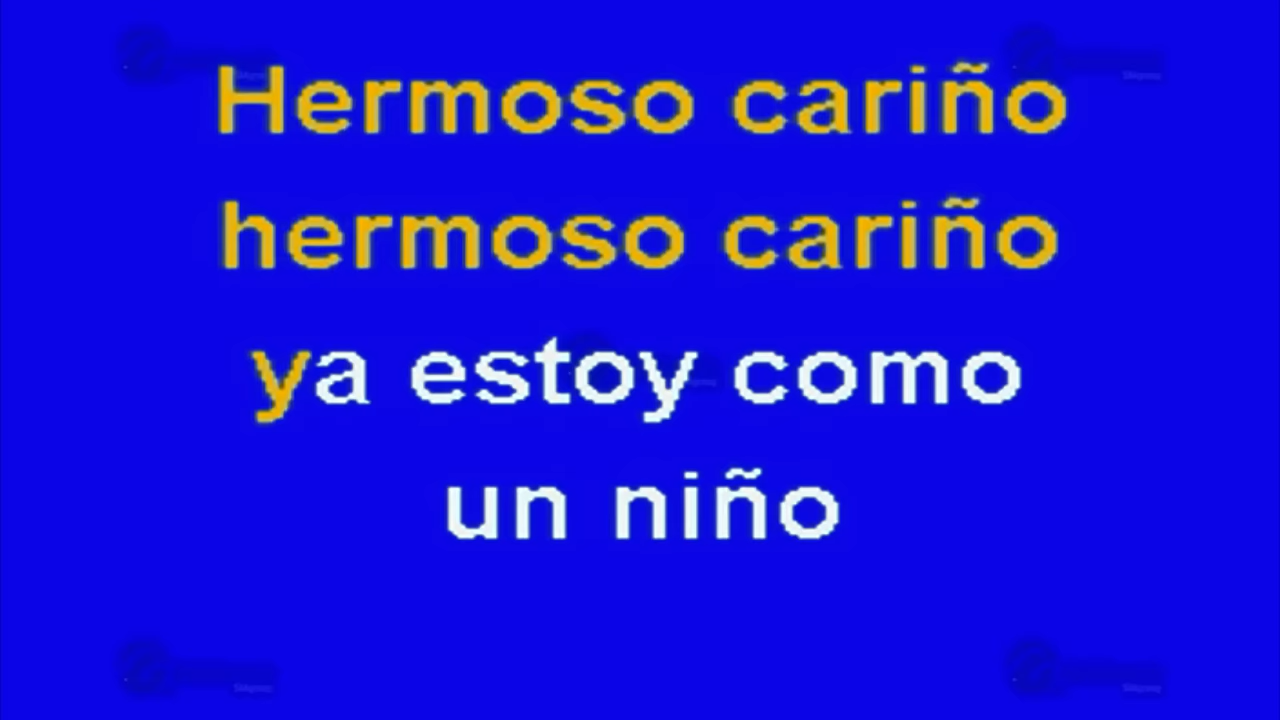 Hermoso cariño
hermoso cariño
ya estoy como
un niño